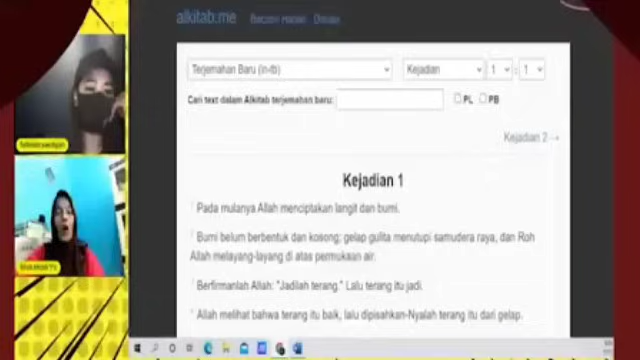 alkitab.me
Terjemahan Baru (in-tb)
Kejadian
1 : 1
Cari text dalam Alkitab terjemahan baru:
PL
PB
Kejadian 2 →
Kejadian 1
Pada mulanya Allah menciptakan langit dan bumi.
Bumi belum berbentuk dan kosong; gelap gulita menutupi samudera raya, dan Roh
Allah melayang-layang di atas permukaan air.
Berfirmanlah Allah: "Jadilah terang." Lalu terang itu jadi.
Allah melihat bahwa terang itu baik, lalu dipisahkan-Nyalah terang itu dari gelap.